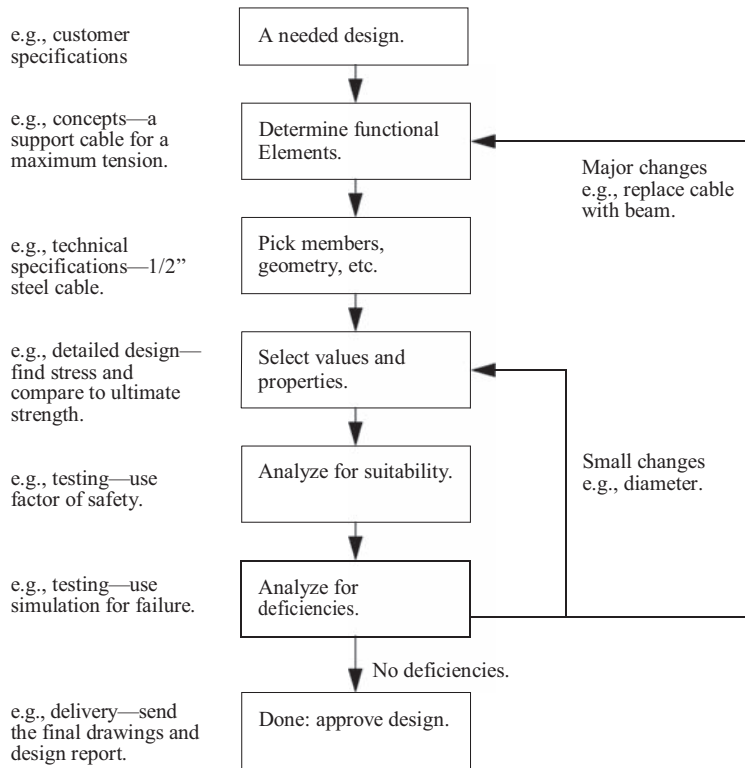 e.g., customer
specifications
A needed design.
e.g., concepts—a
support cable for a
maximum tension.
Determine functional
Elements.
Major changes
e.g., replace cable
with beam.
e.g., technical
specifications—1/2”
steel cable.
Pick members,
geometry, etc.
e.g., detailed design—
find stress and
compare to ultimate
strength.
Select values and
properties.
e.g., testing—use
factor of safety.
Analyze for suitability.
Small changes
e.g., diameter.
e.g., testing—use
simulation for failure.
Analyze for
deficiencies.
No deficiencies.
e.g., delivery—send
the final drawings and
design report.
Done: approve design.